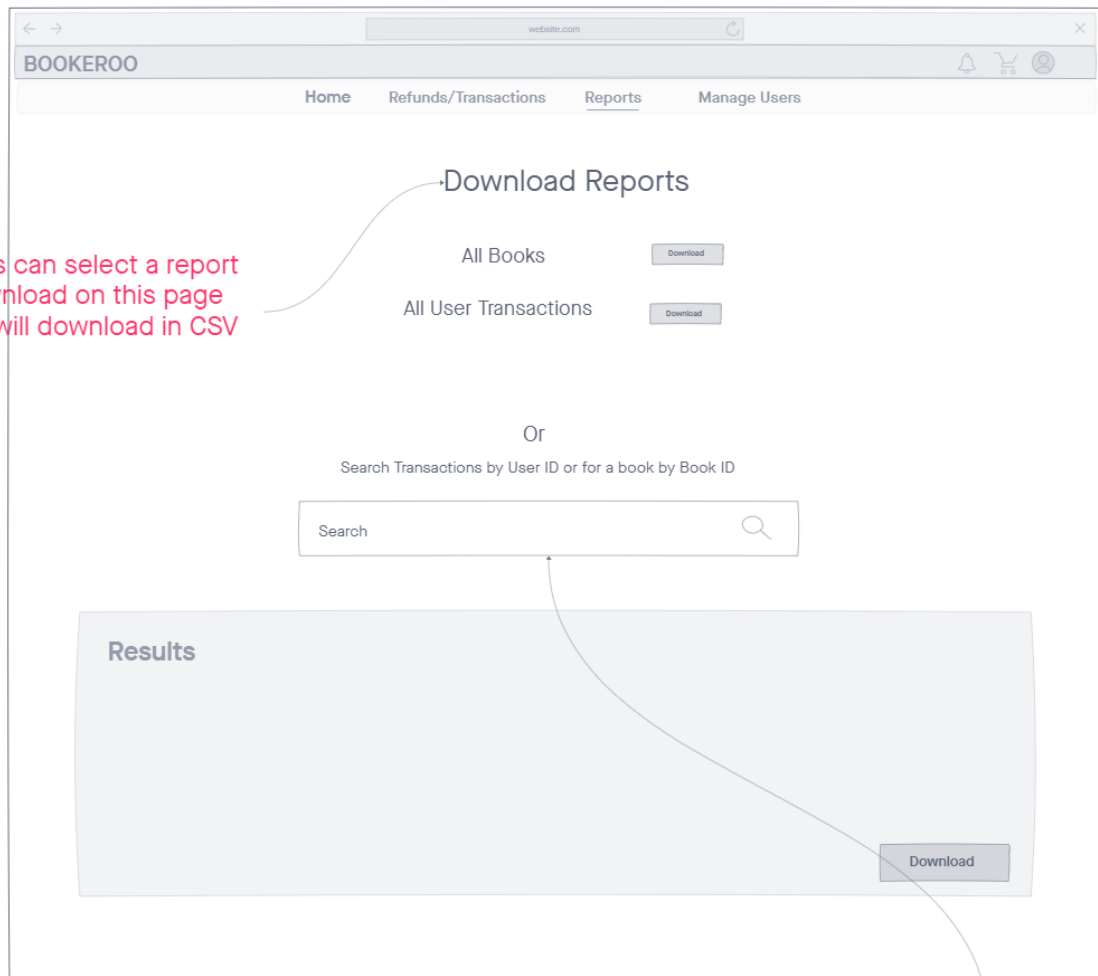 website.com
BOOKEROO
Home Refunds/Transactions Reports Manage Users
Download Reports
All Books Download
can select a report
on this page
will download in CSV
All User Transactions Download
Or
Search Transactions by User ID or for a book by Book ID
Search
Results
Download